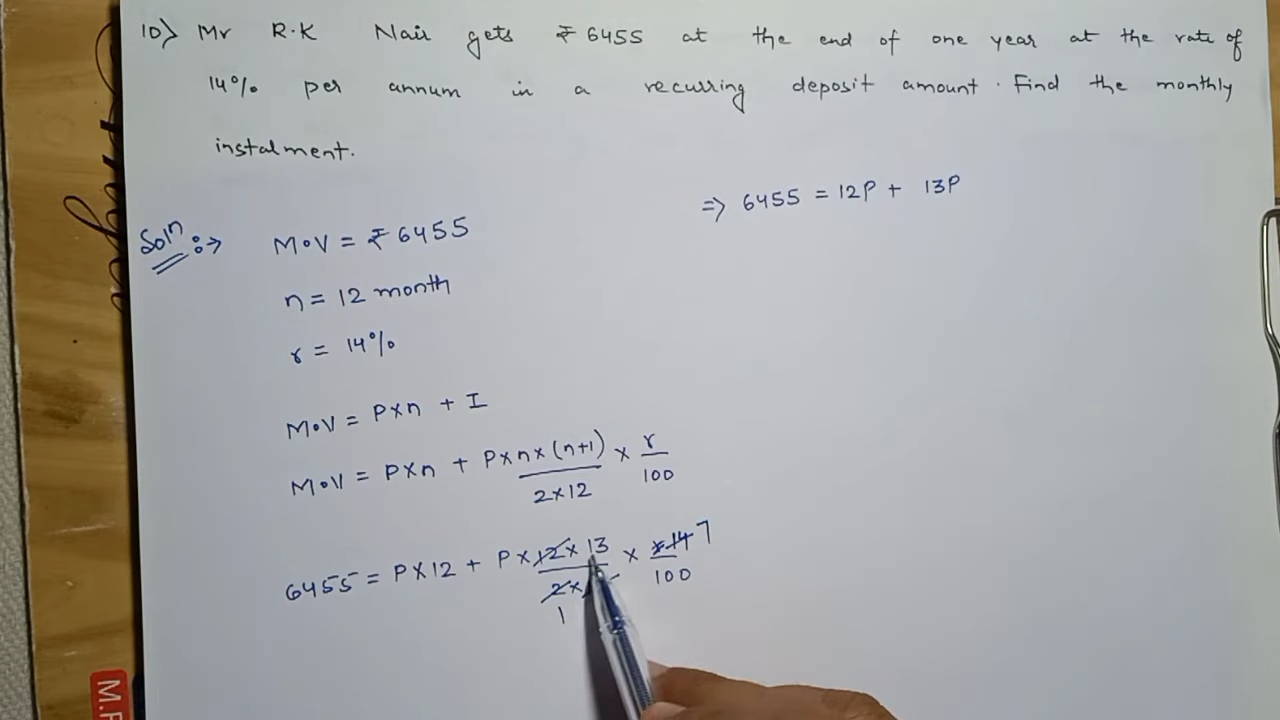 10) Mr R.K Nair gets ₹ 6455 at the end of one year at the rate of
14% per annum in a recurring deposit amount. Find the monthly
instalment.
Soln :→ M.V = ₹ 6455
n = 12 month
r = 14%
M.V = P×n + I
M.V = P×n + P×n×(n+1)/2×12 × r/100
6455 = P×12 + P×12×13/2× × 14/100 7
1
⇒ 6455 = 12P + 13P
M.P